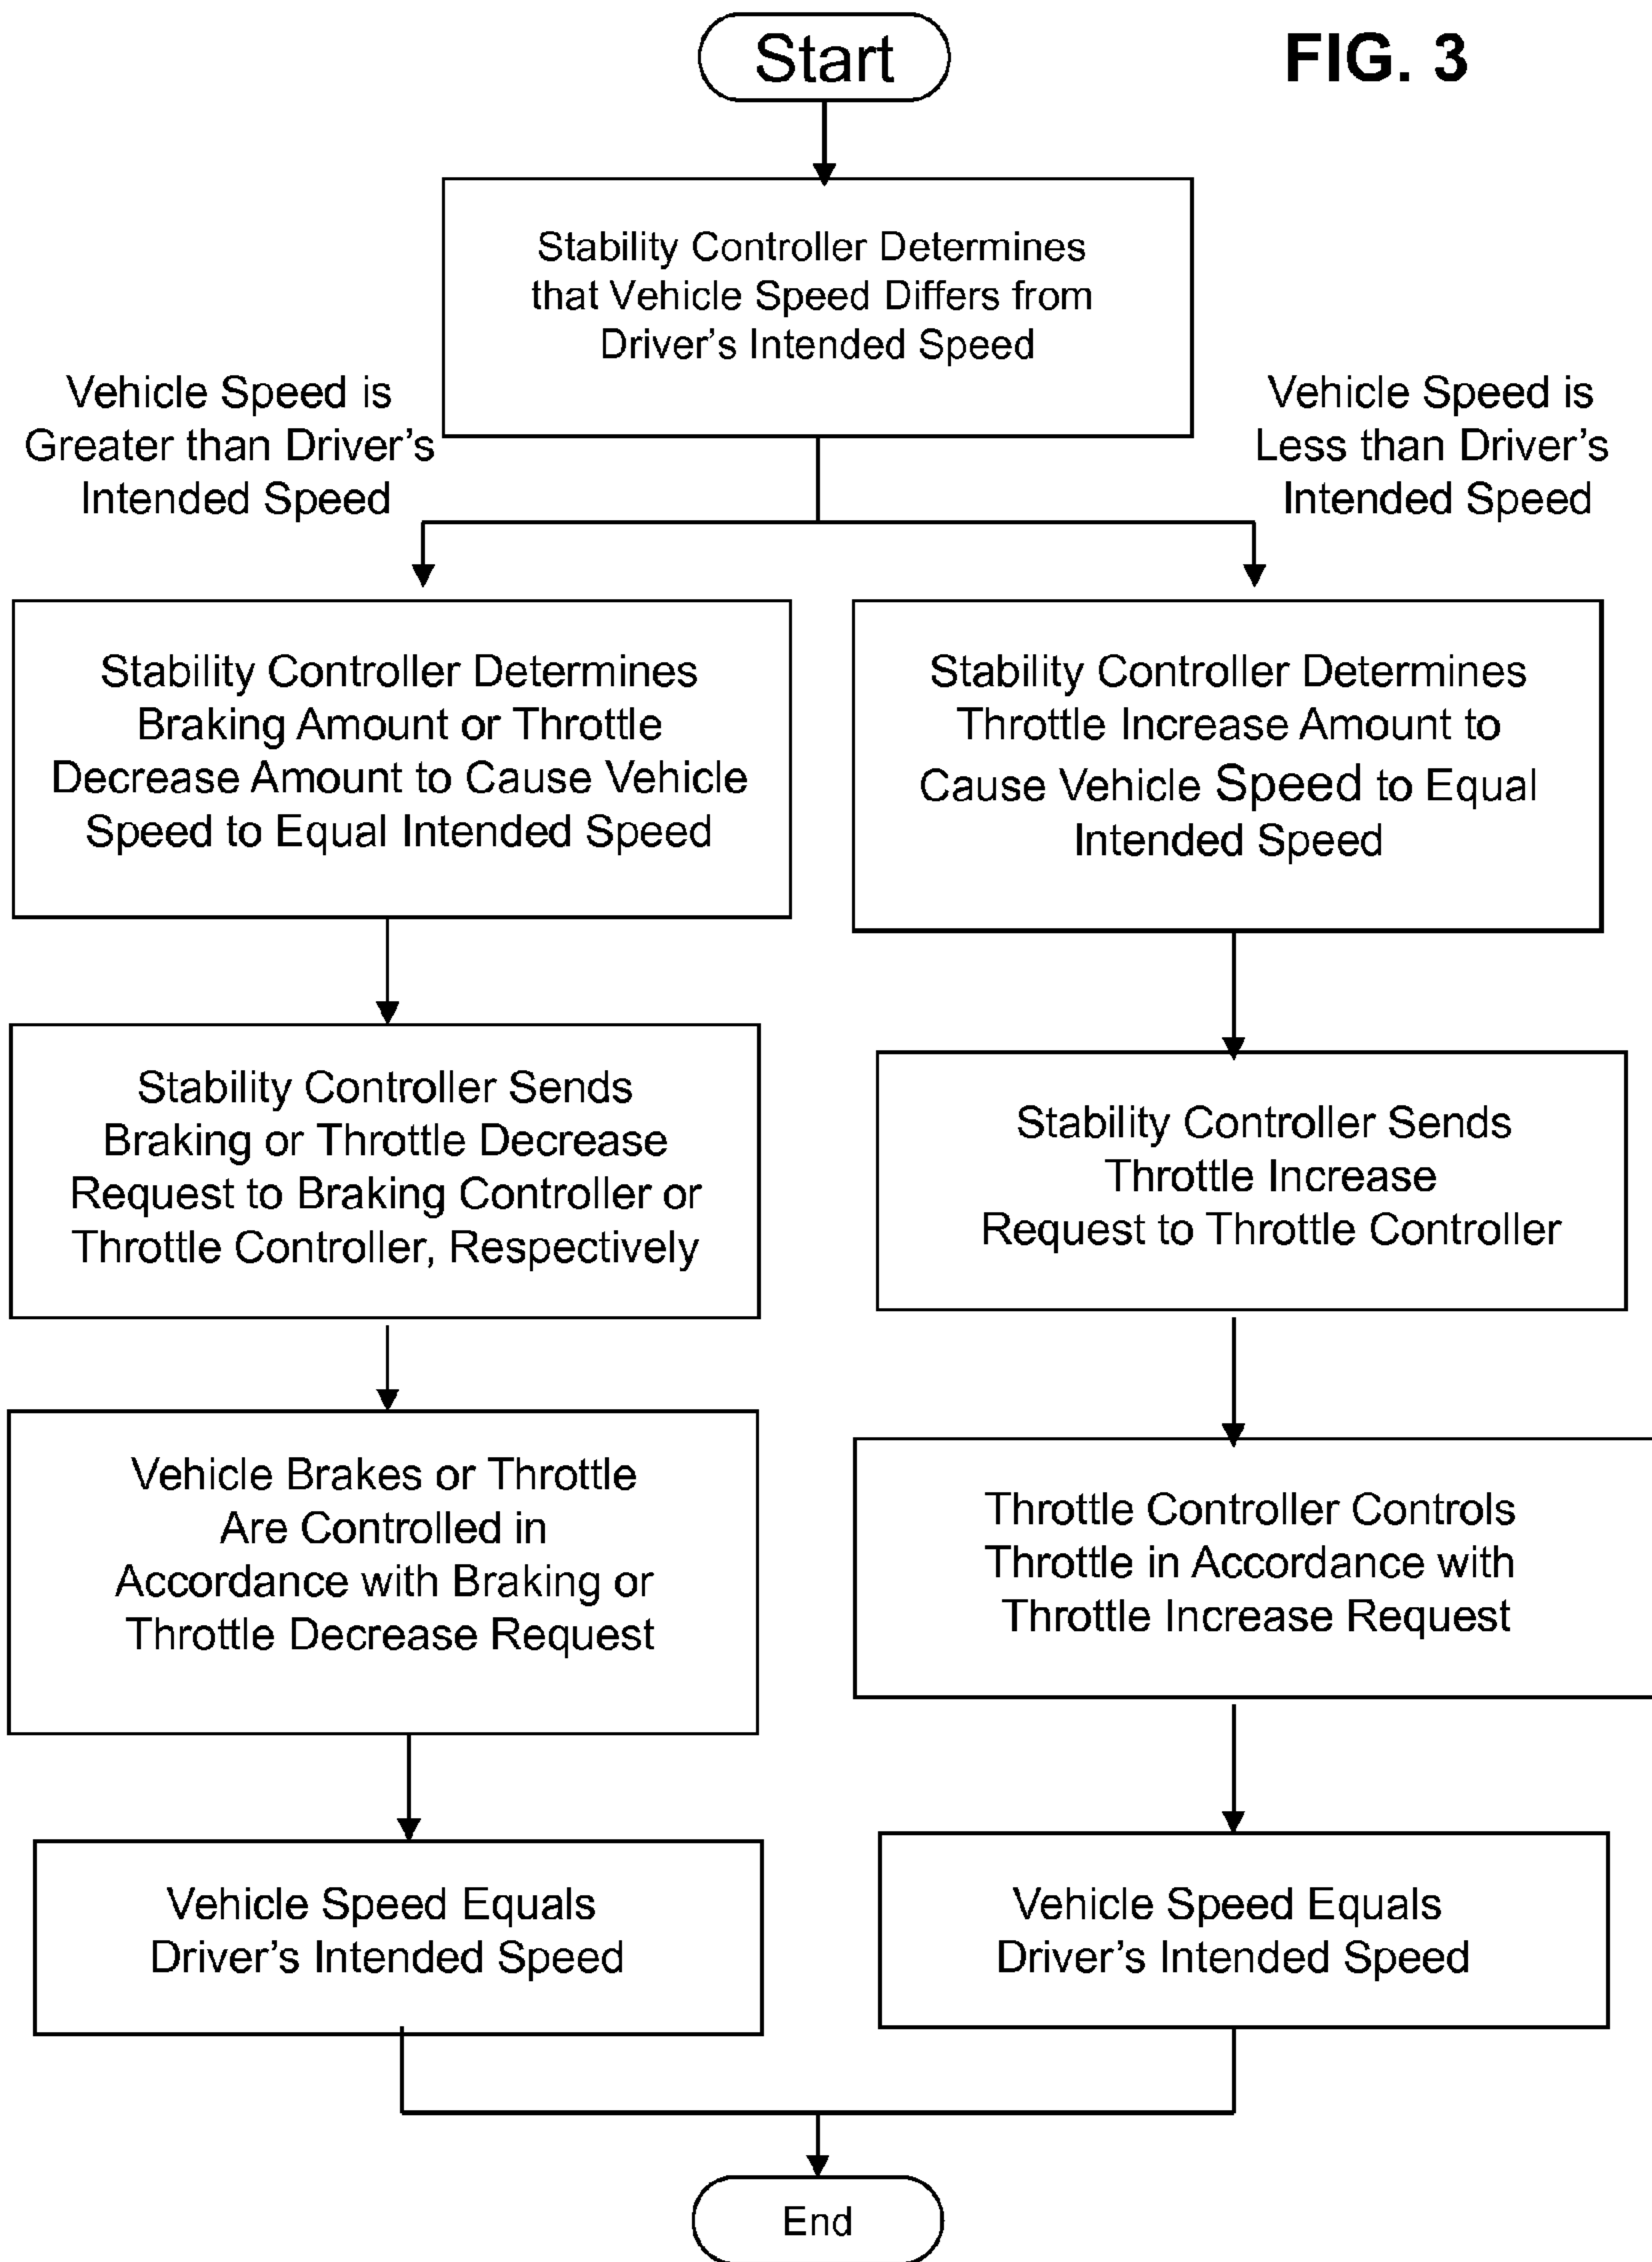 Start
FIG. 3
Stability Controller Determines
that Vehicle Speed Differs from
Driver's Intended Speed
Vehicle Speed is
Greater than Driver's
Intended Speed
Vehicle Speed is
Less than Driver's
Intended Speed
Stability Controller Determines
Braking Amount or Throttle
Decrease Amount to Cause Vehicle
Speed to Equal Intended Speed
Stability Controller Determines
Throttle Increase Amount to
Cause Vehicle Speed to Equal
Intended Speed
Stability Controller Sends
Braking or Throttle Decrease
Request to Braking Controller or
Throttle Controller, Respectively
Stability Controller Sends
Throttle Increase
Request to Throttle Controller
Vehicle Brakes or Throttle
Are Controlled in
Accordance with Braking or
Throttle Decrease Request
Throttle Controller Controls
Throttle in Accordance with
Throttle Increase Request
Vehicle Speed Equals
Driver's Intended Speed
Vehicle Speed Equals
Driver's Intended Speed
End